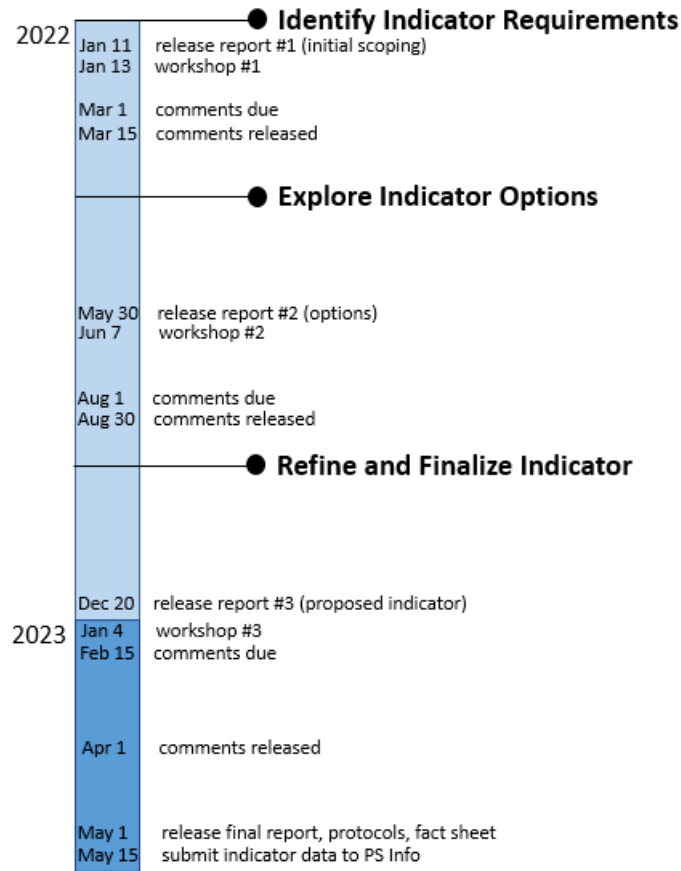 Identify Indicator Requirements
2022
Jan 11 release report #1 (initial scoping)
Jan 13 workshop #1
Mar 1 comments due
Mar 15 comments released
Explore Indicator Options
May 30 release report #2 (options)
Jun 7 workshop #2
Aug 1 comments due
Aug 30 comments released
Refine and Finalize Indicator
Dec 20 release report #3 (proposed indicator)
2023
Jan 4 workshop #3
Feb 15 comments due
Apr 1 comments released
May 1 release final report, protocols, fact sheet
May 15 submit indicator data to PS Info